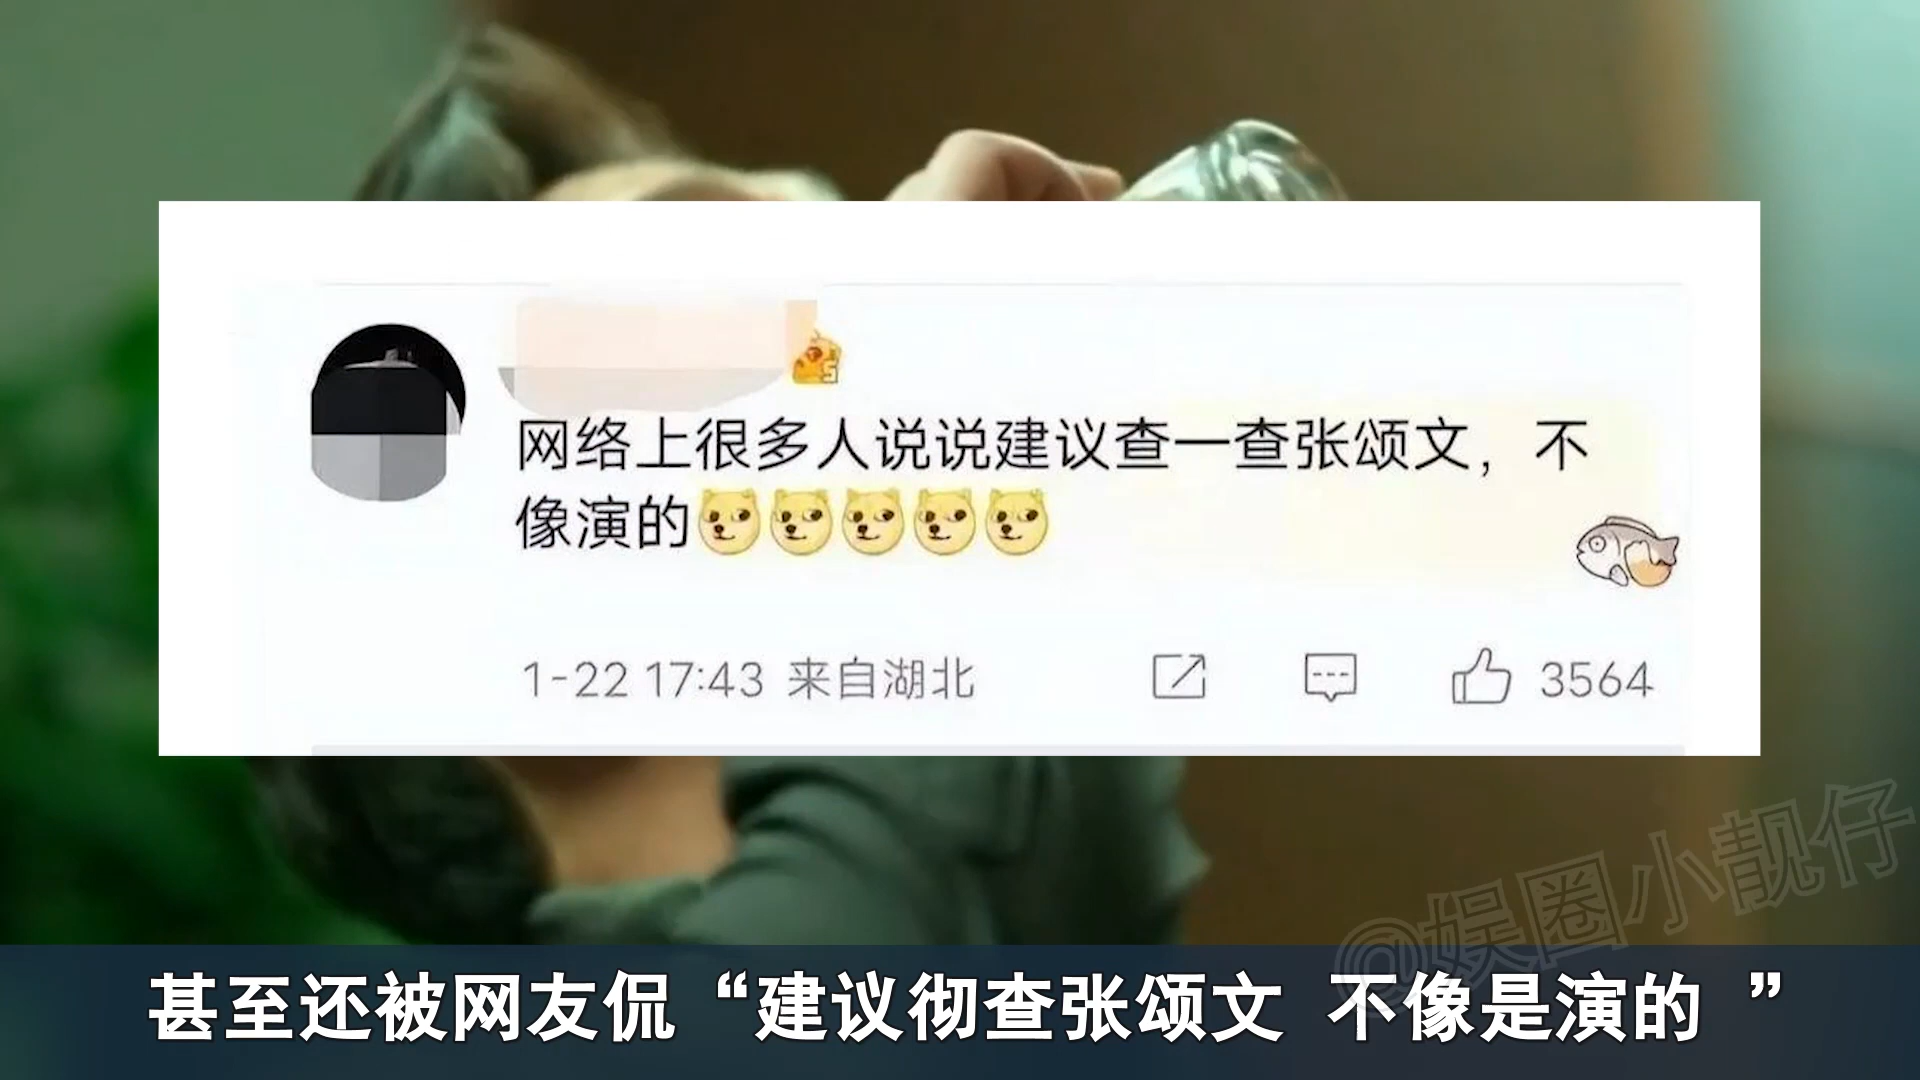 网络上很多人说说建议查一查张颂文，不
像演的
1-22 17:43 来自湖北
3564
@娱圈小靓仔
甚至还被网友侃“建议彻查张颂文 不像是演的 ”